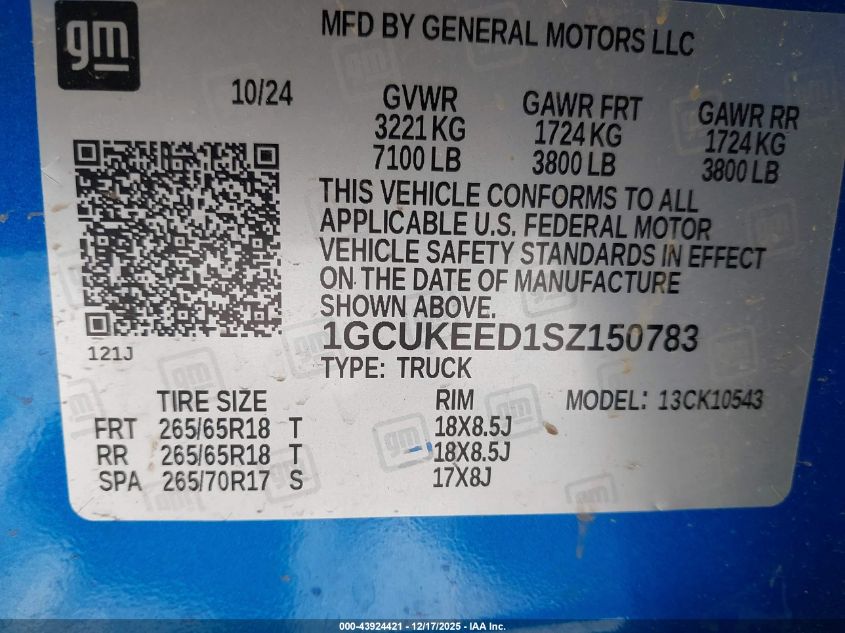 gm
MFD BY GENERAL MOTORS LLC
10/24
GVWR
3221 KG
7100 LB
GAWR FRT
1724 KG
3800 LB
GAWR RR
1724 KG
3800 LB
THIS VEHICLE CONFORMS TO ALL
APPLICABLE U.S. FEDERAL MOTOR
VEHICLE SAFETY STANDARDS IN EFFECT
ON THE DATE OF MANUFACTURE
SHOWN ABOVE.
1GCUKEED1SZ150783
TYPE: TRUCK
121J
TIRE SIZE RIM MODEL: 13CK10543
FRT 265/65R18 T 18X8.5J
RR 265/65R18 T 18X8.5J
SPA 265/70R17 S 17X8J
000-43924421 - 12/17/2025 - IAA Inc.